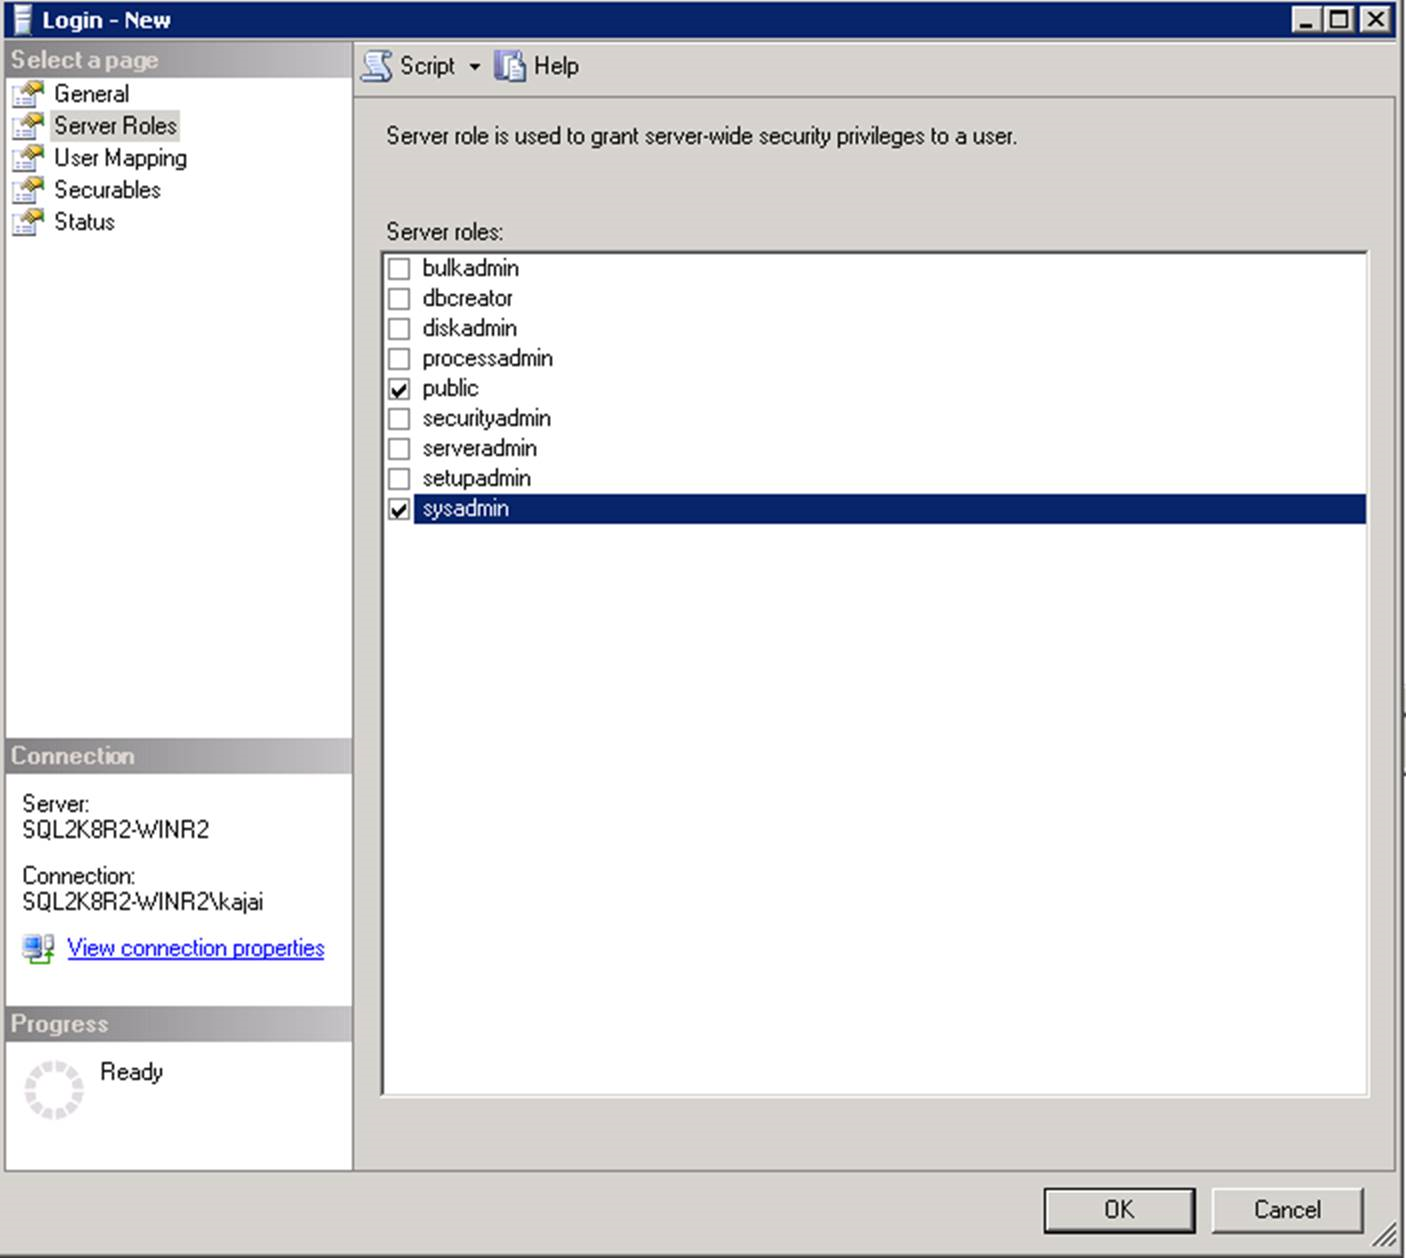 Login - New
Select a page
General
Server Roles
User Mapping
Securables
Status
Script Help
Server role is used to grant server-wide security privileges to a user.
Server roles:
bulkadmin
dbcreator
diskadmin
processadmin
public
securityadmin
serveradmin
setupadmin
sysadmin
Connection
Server:
SQL2K8R2-WINR2
Connection:
SQL2K8R2-WINR2\kajai
View connection properties
Progress
Ready
OK Cancel